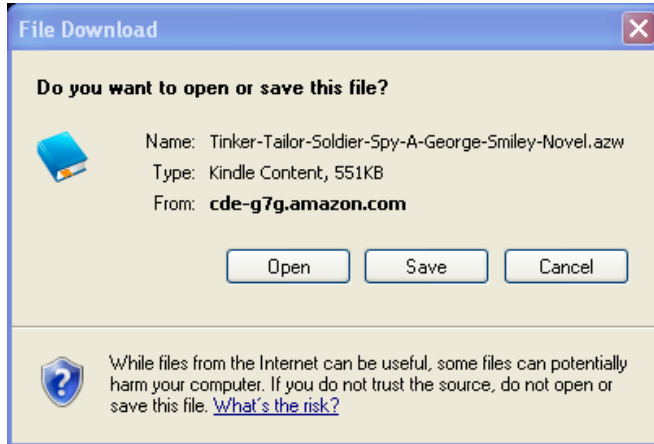 File Download
Do you want to open or save this file?
Name: Tinker-Tailor-Soldier-Spy-A-George-Smiley-Novel.azw
Type: Kindle Content, 551KB
From: cde-g7g.amazon.com
Open Save Cancel
While files from the Internet can be useful, some files can potentially
harm your computer. If you do not trust the source, do not open or
save this file. What's the risk?